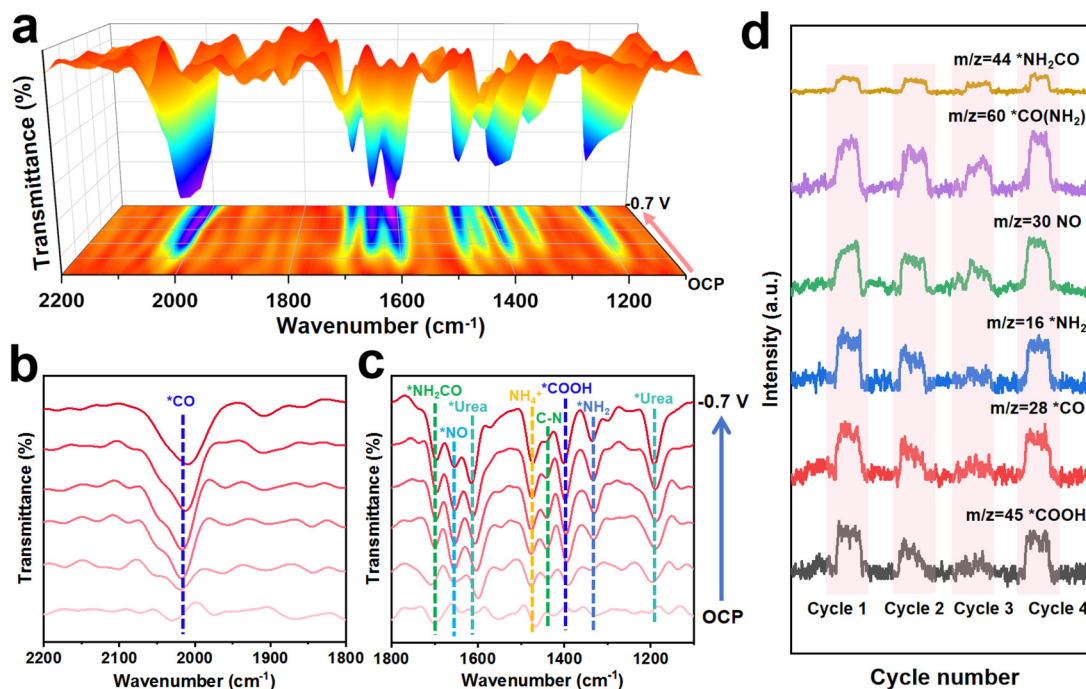 a
Transmittance (%)
-0.7 V
OCP
2200 2000 1800 1600 1400 1200
Wavenumber (cm⁻¹)
b
*CO
Transmittance (%)
2200 2100 2000 1900 1800
Wavenumber (cm⁻¹)
c
*NH₂CO
*Urea
*NO
NH₄⁺
C-N
*COOH
*NH₂
*Urea
-0.7 V
OCP
Transmittance (%)
1800 1600 1400 1200
Wavenumber (cm⁻¹)
d
m/z=44 *NH₂CO
m/z=60 *CO(NH₂)
m/z=30 NO
m/z=16 *NH₂
m/z=28 *CO
m/z=45 *COOH
Intensity (a.u.)
Cycle 1 Cycle 2 Cycle 3 Cycle 4
Cycle number